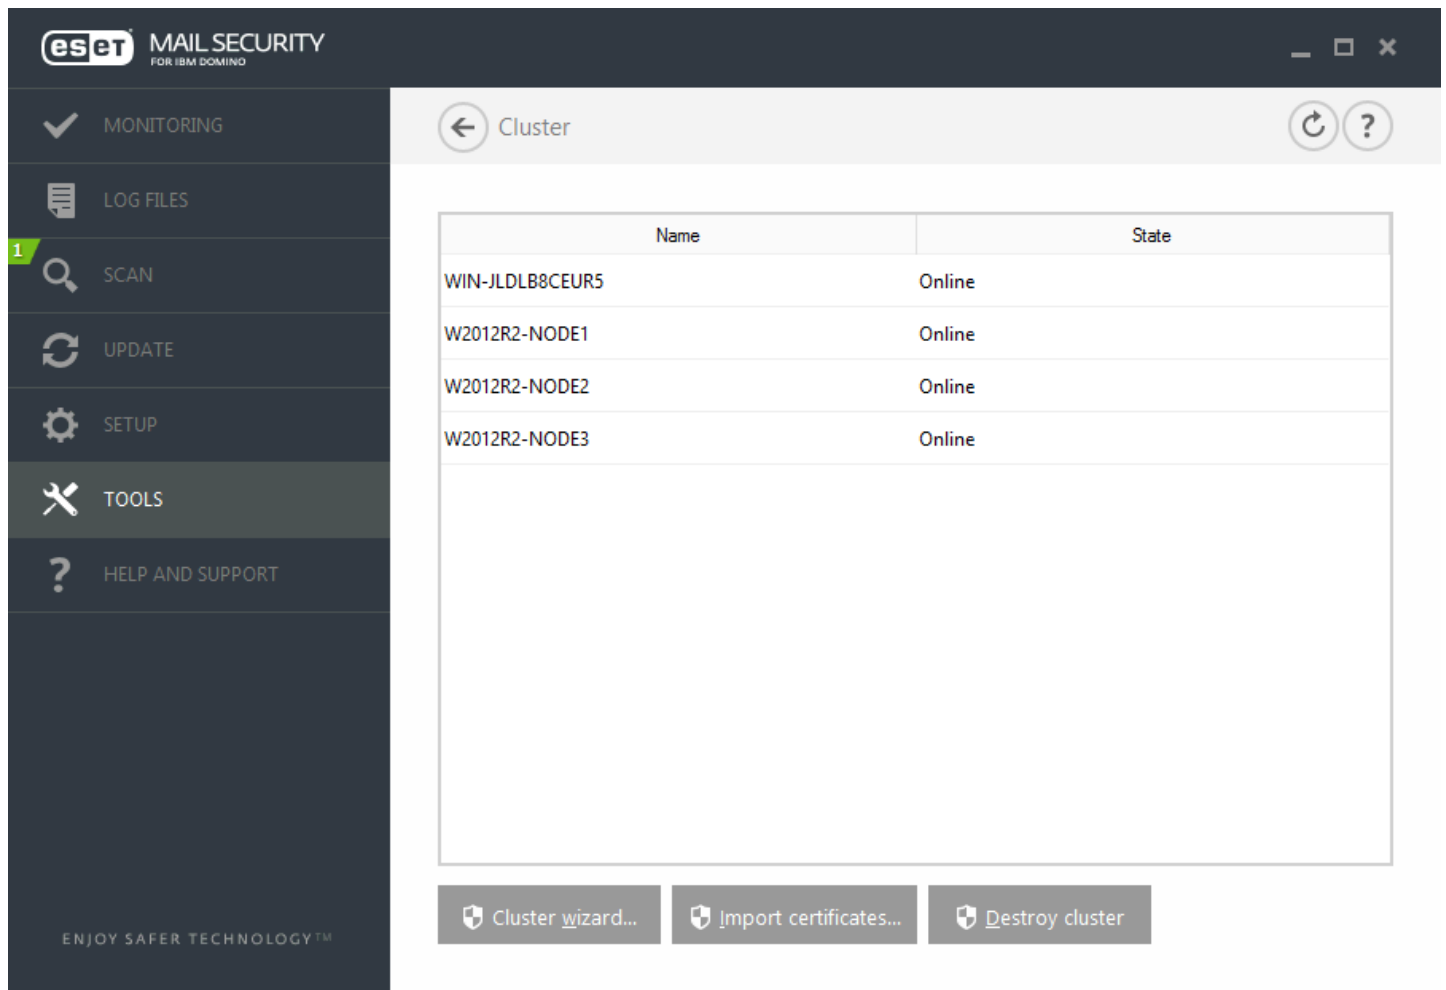 eset MAIL SECURITY
FOR IBM DOMINO
MONITORING
LOG FILES
1
SCAN
UPDATE
SETUP
TOOLS
? HELP AND SUPPORT
ENJOY SAFER TECHNOLOGY™
Cluster
?
Name State
WIN-JLDLB8CEUR5 Online
W2012R2-NODE1 Online
W2012R2-NODE2 Online
W2012R2-NODE3 Online
Cluster wizard... Import certificates... Destroy cluster